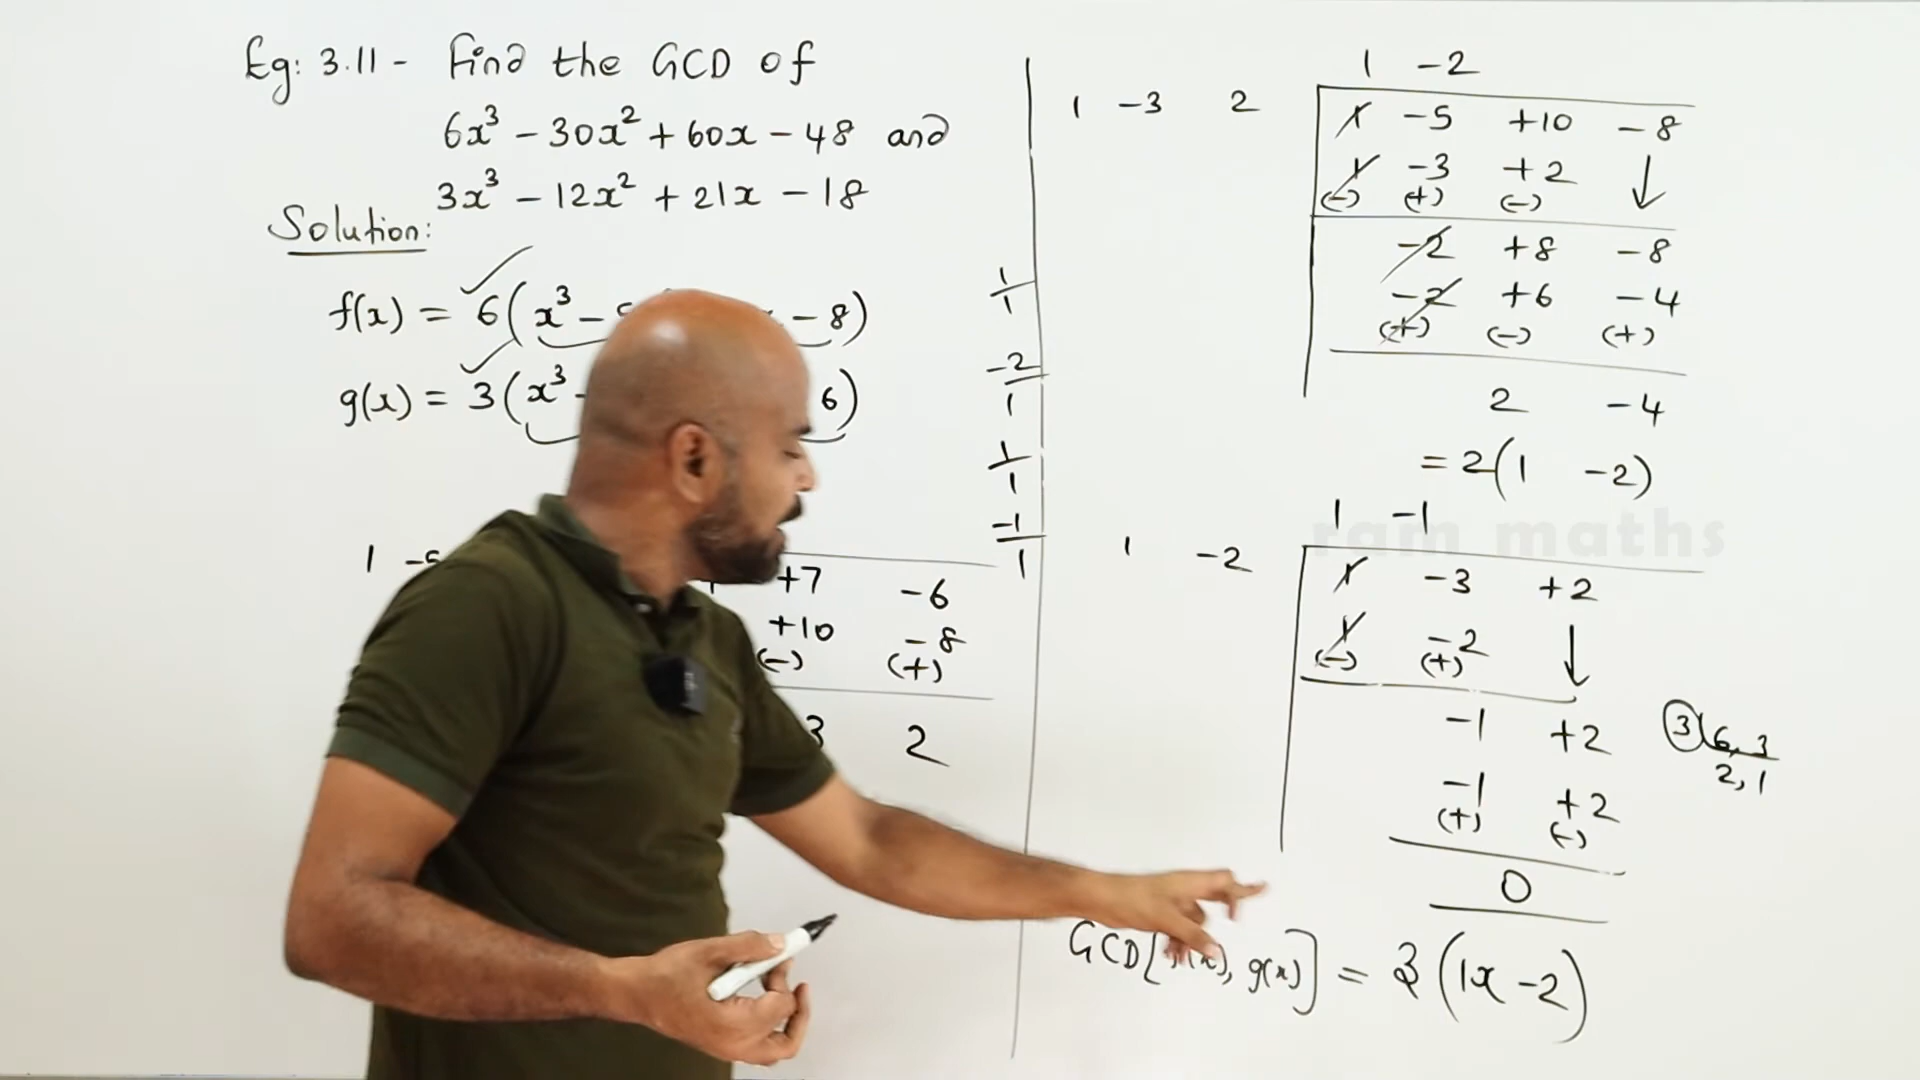 Eg: 3.11 - Find the GCD of
6x³ - 30x² + 60x - 48 and
3x³ - 12x² + 21x - 18
Solution:
f(x) = 6(x³ - - 8)
g(x) = 3(x³ - 6)
1
+7 -6
+10 -8
(-) (+)
3 2
1/1
-2/1
1/1
-1/1
1 -2
1 -3 2
1 -5 +10 -8
1 -3 +2 ↓
(-) (+) (-)
-2 +8 -8
-2 +6 -4
(+) (-) (+)
2 -4
= 2(1 -2)
1 -1
ram maths
1 -2
1 -3 +2
1 -2 ↓
(-) (+)
-1 +2
-1 +2
(+) (-)
0
3 6, 3
2, 1
GCD[ , g(x)] = 3(1x - 2)